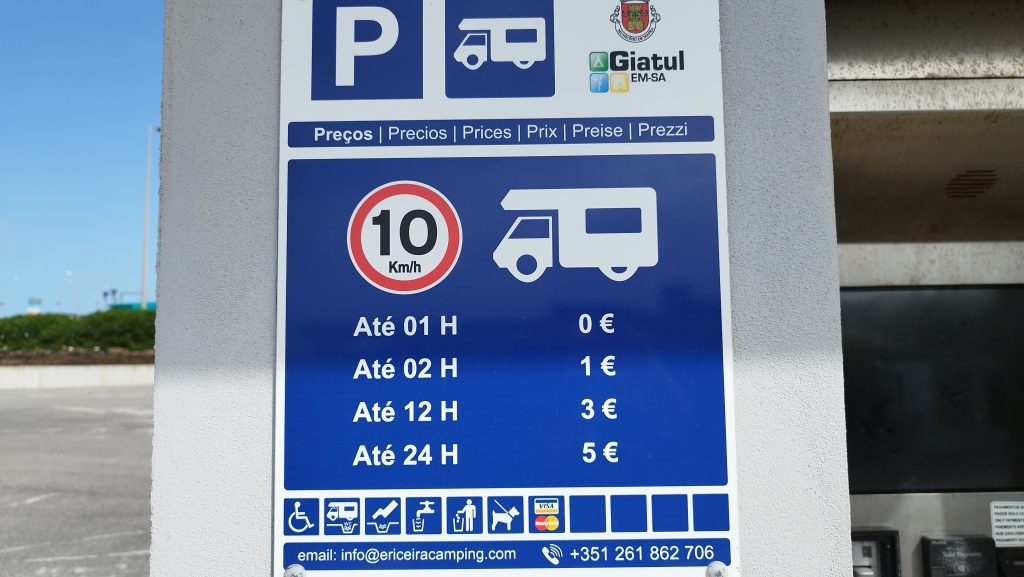 P
Giatul
EM-SA
Preços | Precios | Prices | Prix | Preise | Prezzi
10
Km/h
Até 01 H 0 €
Até 02 H 1 €
Até 12 H 3 €
Até 24 H 5 €
VISA
MasterCard
email: info@ericeiracamping.com +351 261 862 706